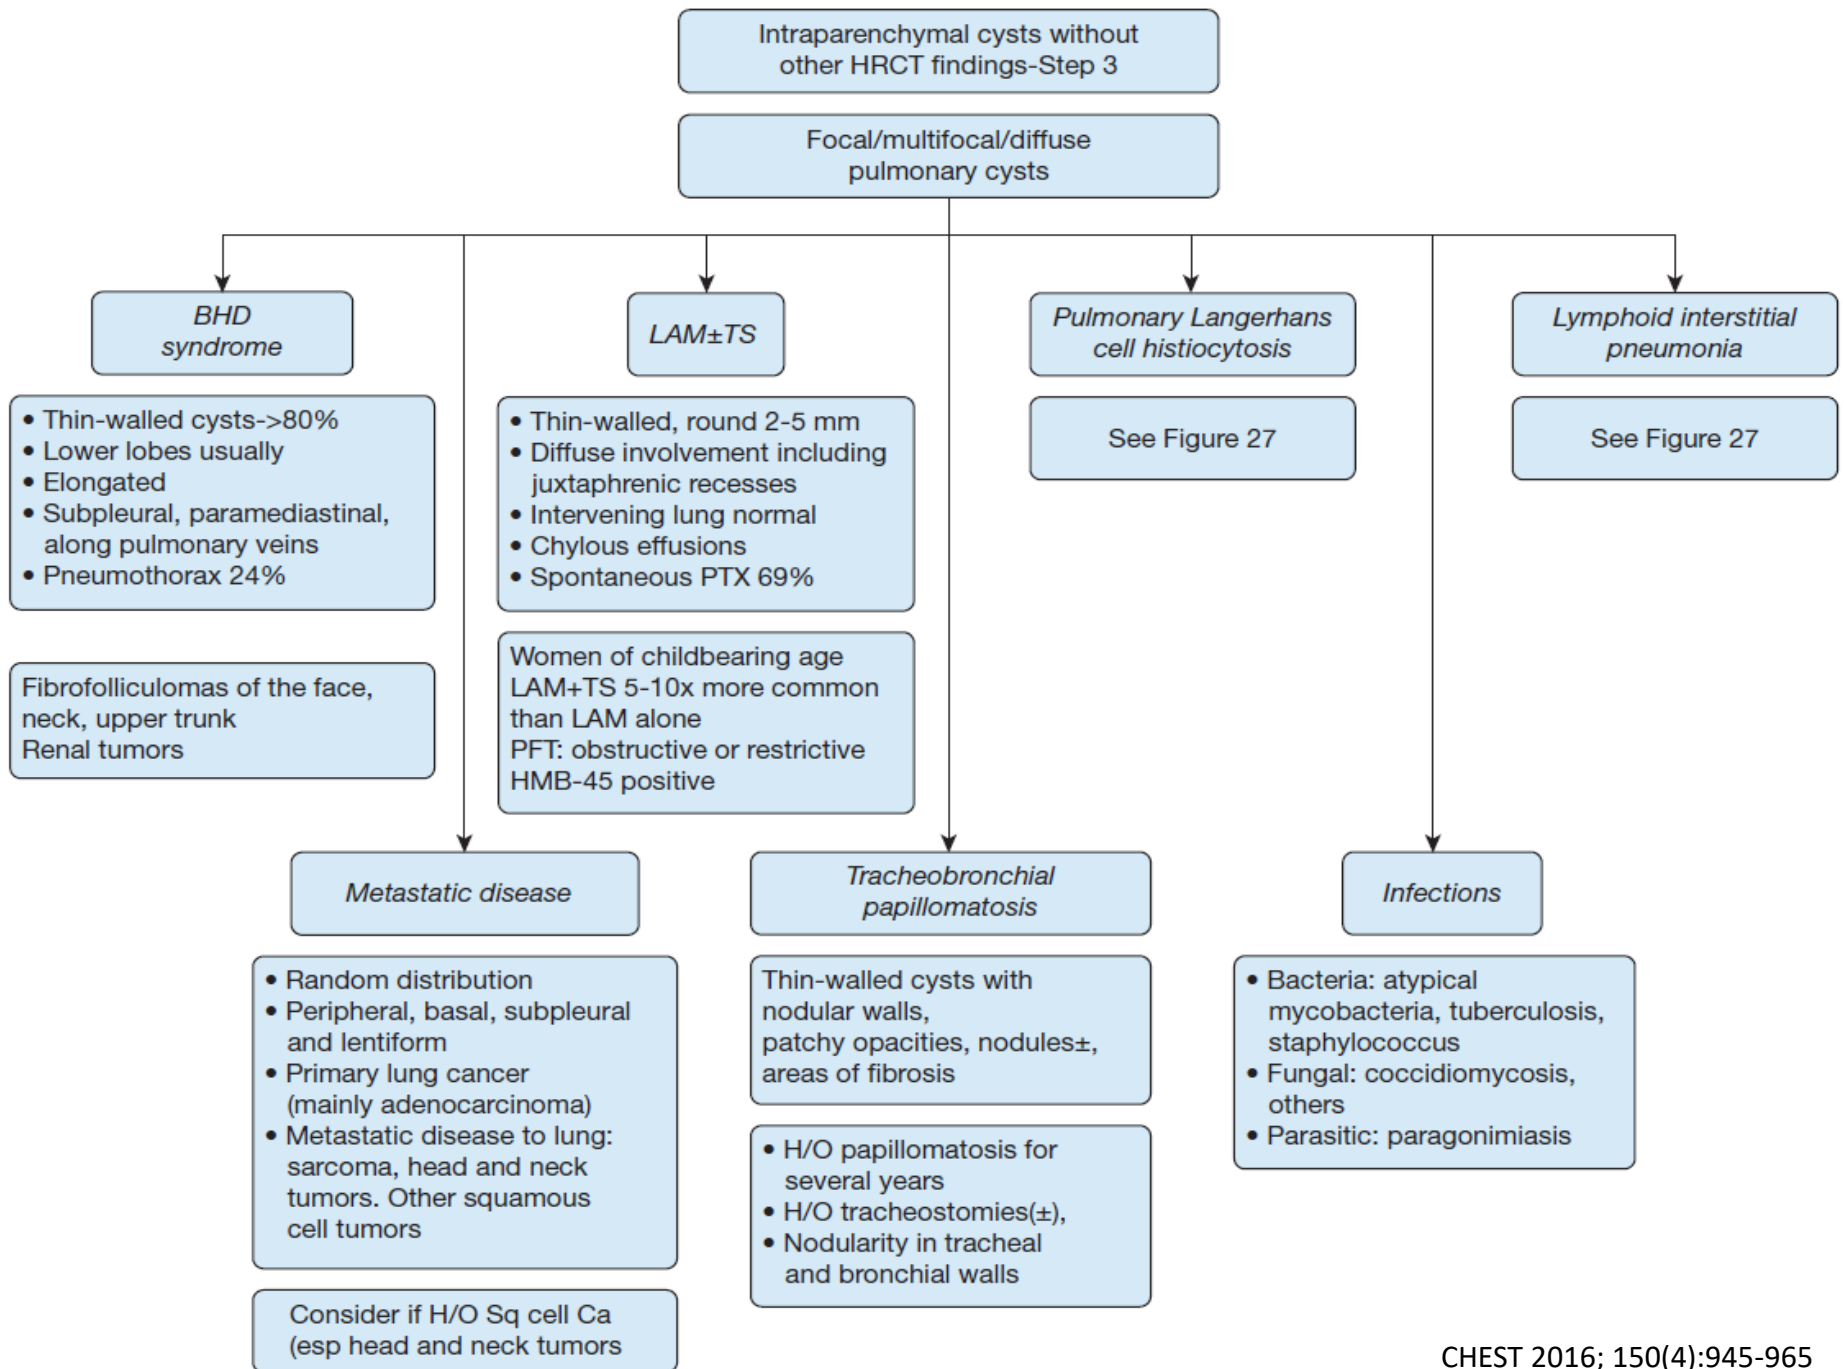 Intraparenchymal cysts without
other HRCT findings-Step 3
Focal/multifocal/diffuse
pulmonary cysts
BHD
syndrome
• Thin-walled cysts->80%
• Lower lobes usually
• Elongated
• Subpleural, paramediastinal,
along pulmonary veins
• Pneumothorax 24%
Fibrofolliculomas of the face,
neck, upper trunk
Renal tumors
LAM±TS
• Thin-walled, round 2-5 mm
• Diffuse involvement including
juxtaphrenic recesses
• Intervening lung normal
• Chylous effusions
• Spontaneous PTX 69%
Women of childbearing age
LAM+TS 5-10x more common
than LAM alone
PFT: obstructive or restrictive
HMB-45 positive
Pulmonary Langerhans
cell histiocytosis
See Figure 27
Lymphoid interstitial
pneumonia
See Figure 27
Metastatic disease
• Random distribution
• Peripheral, basal, subpleural
and lentiform
• Primary lung cancer
(mainly adenocarcinoma)
• Metastatic disease to lung:
sarcoma, head and neck
tumors. Other squamous
cell tumors
Consider if H/O Sq cell Ca
(esp head and neck tumors
Tracheobronchial
papillomatosis
Thin-walled cysts with
nodular walls,
patchy opacities, nodules±,
areas of fibrosis
• H/O papillomatosis for
several years
• H/O tracheostomies(±),
• Nodularity in tracheal
and bronchial walls
Infections
• Bacteria: atypical
mycobacteria, tuberculosis,
staphylococcus
• Fungal: coccidiomycosis,
others
• Parasitic: paragonimiasis
CHEST 2016; 150(4):945-965